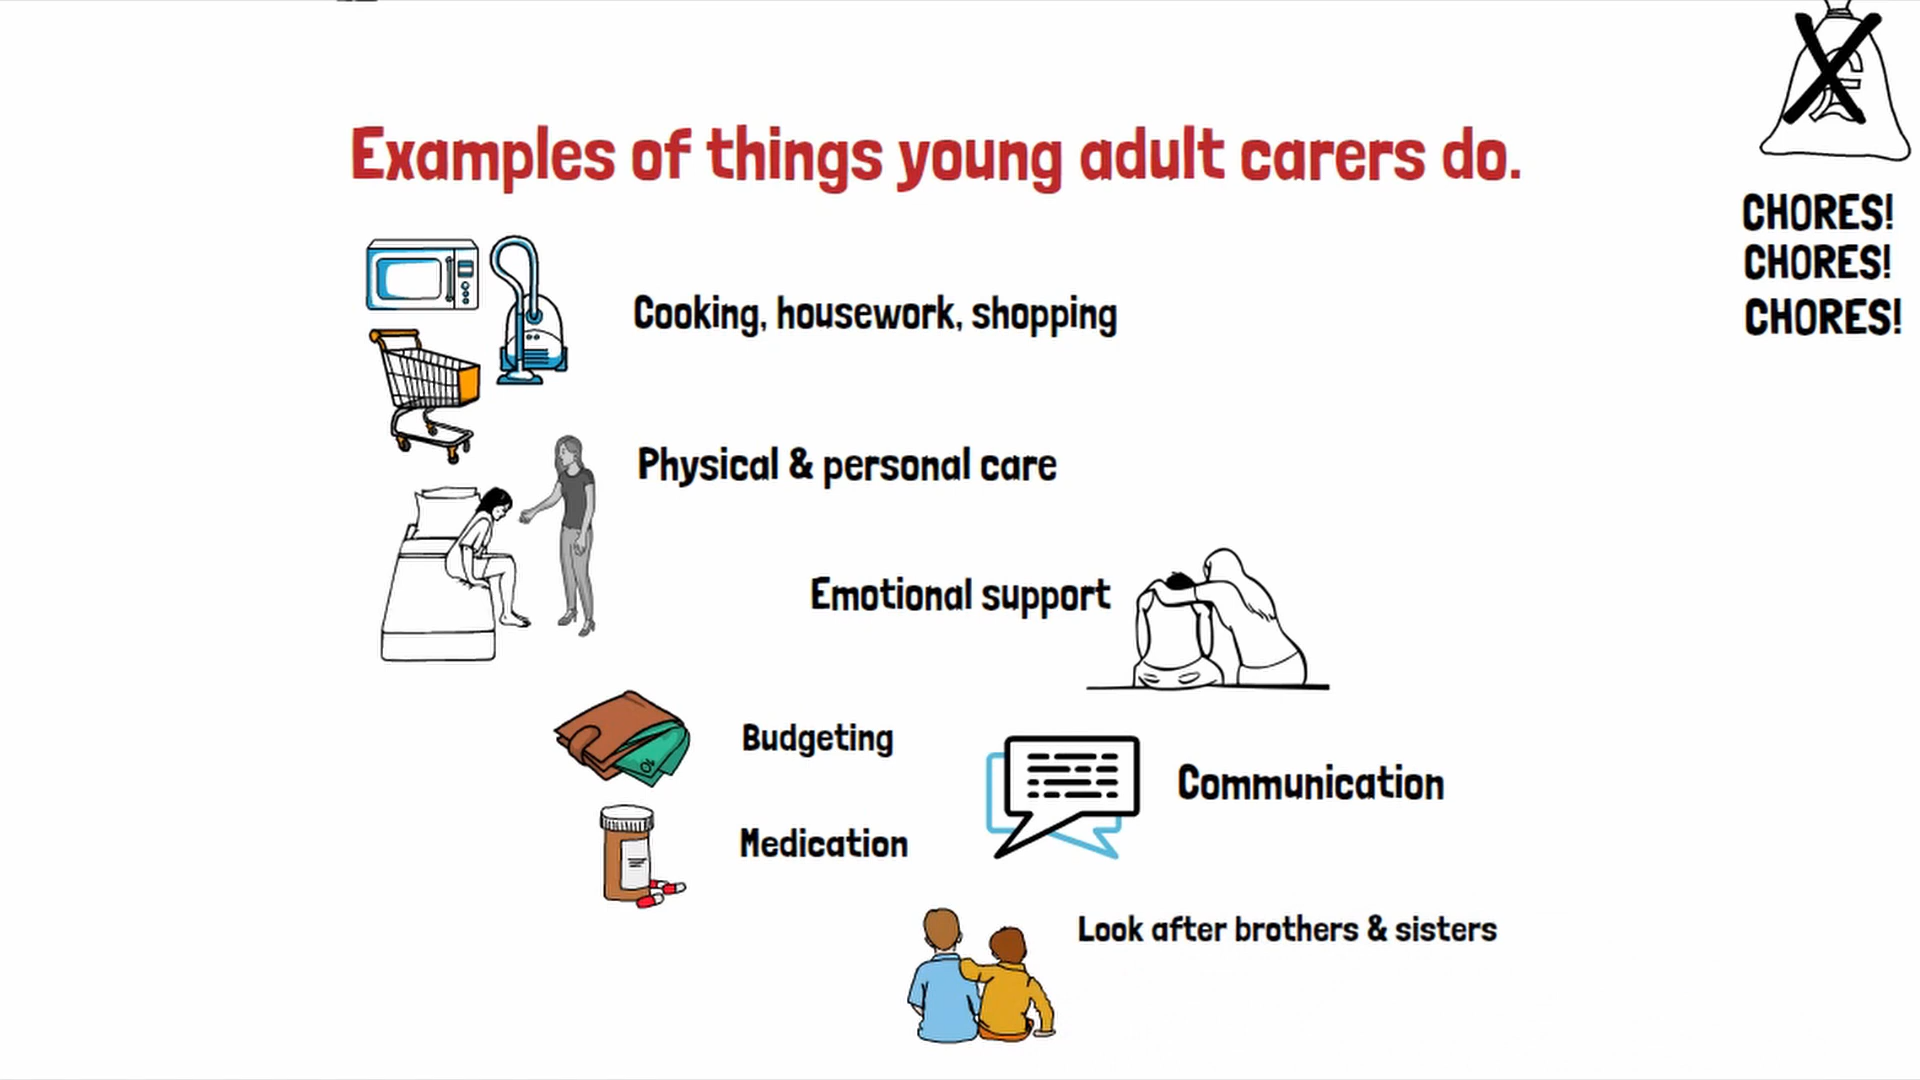 Examples of things young adult carers do.
£
CHORES!
CHORES!
CHORES!
Cooking, housework, shopping
Physical & personal care
Emotional support
Budgeting
10
Communication
Medication
Look after brothers & sisters